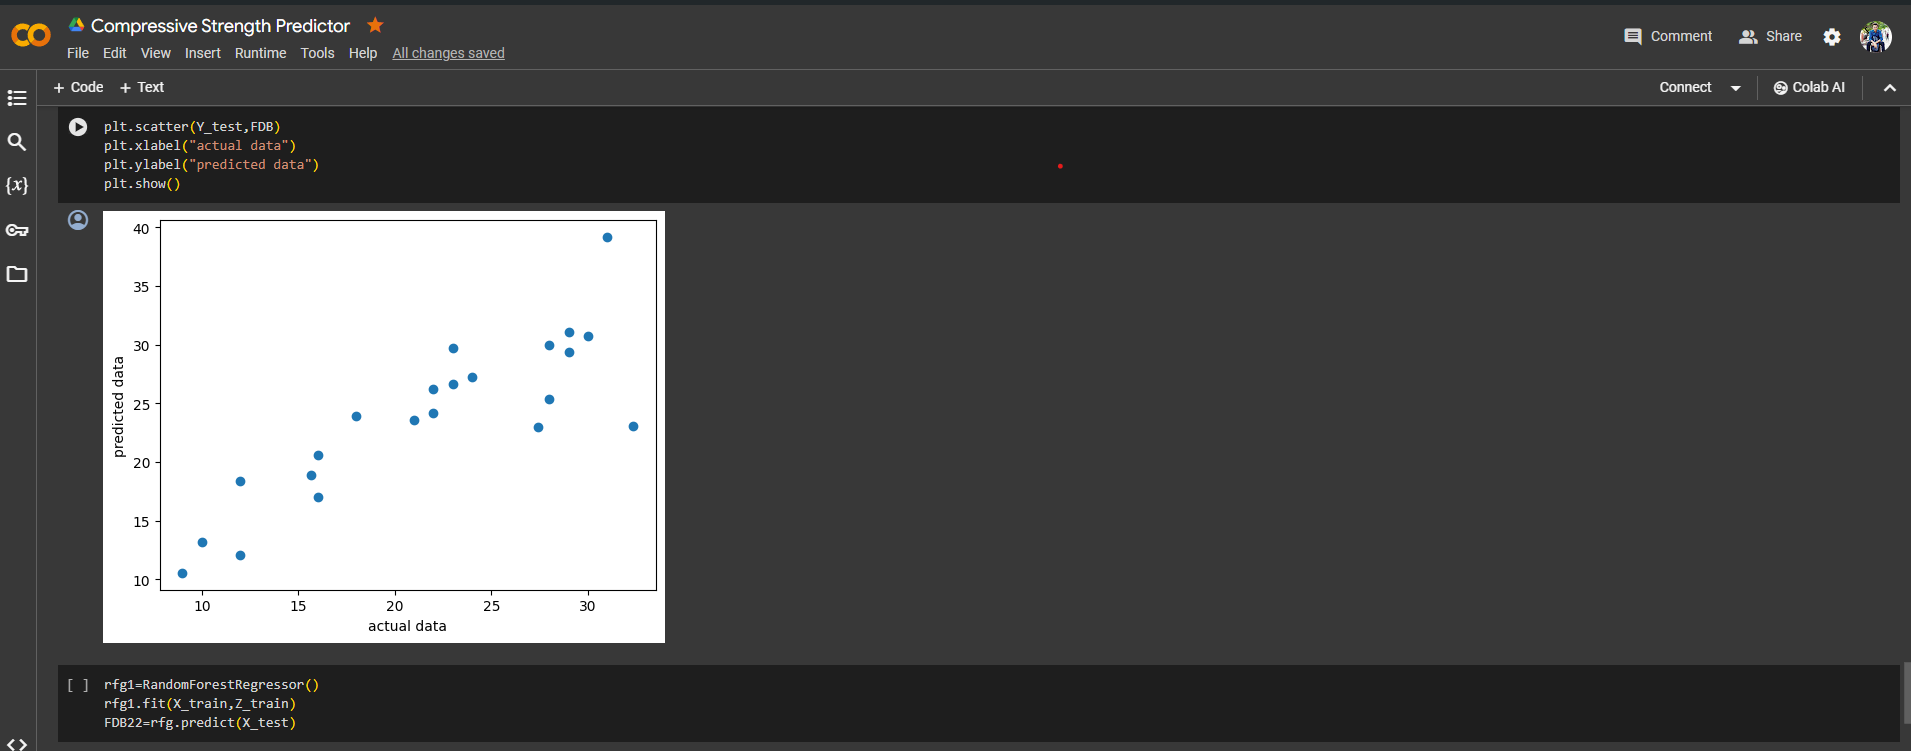 Compressive Strength Predictor
File Edit View Insert Runtime Tools Help All changes saved
Comment Share
+ Code + Text
Connect Colab AI
{x}
plt.scatter(Y_test,FDB)
plt.xlabel("actual data")
plt.ylabel("predicted data")
plt.show()
40
35
30
25
20
15
10
predicted data
10 15 20 25 30
actual data
[ ] rfg1=RandomForestRegressor()
rfg1.fit(X_train,Z_train)
FDB22=rfg.predict(X_test)